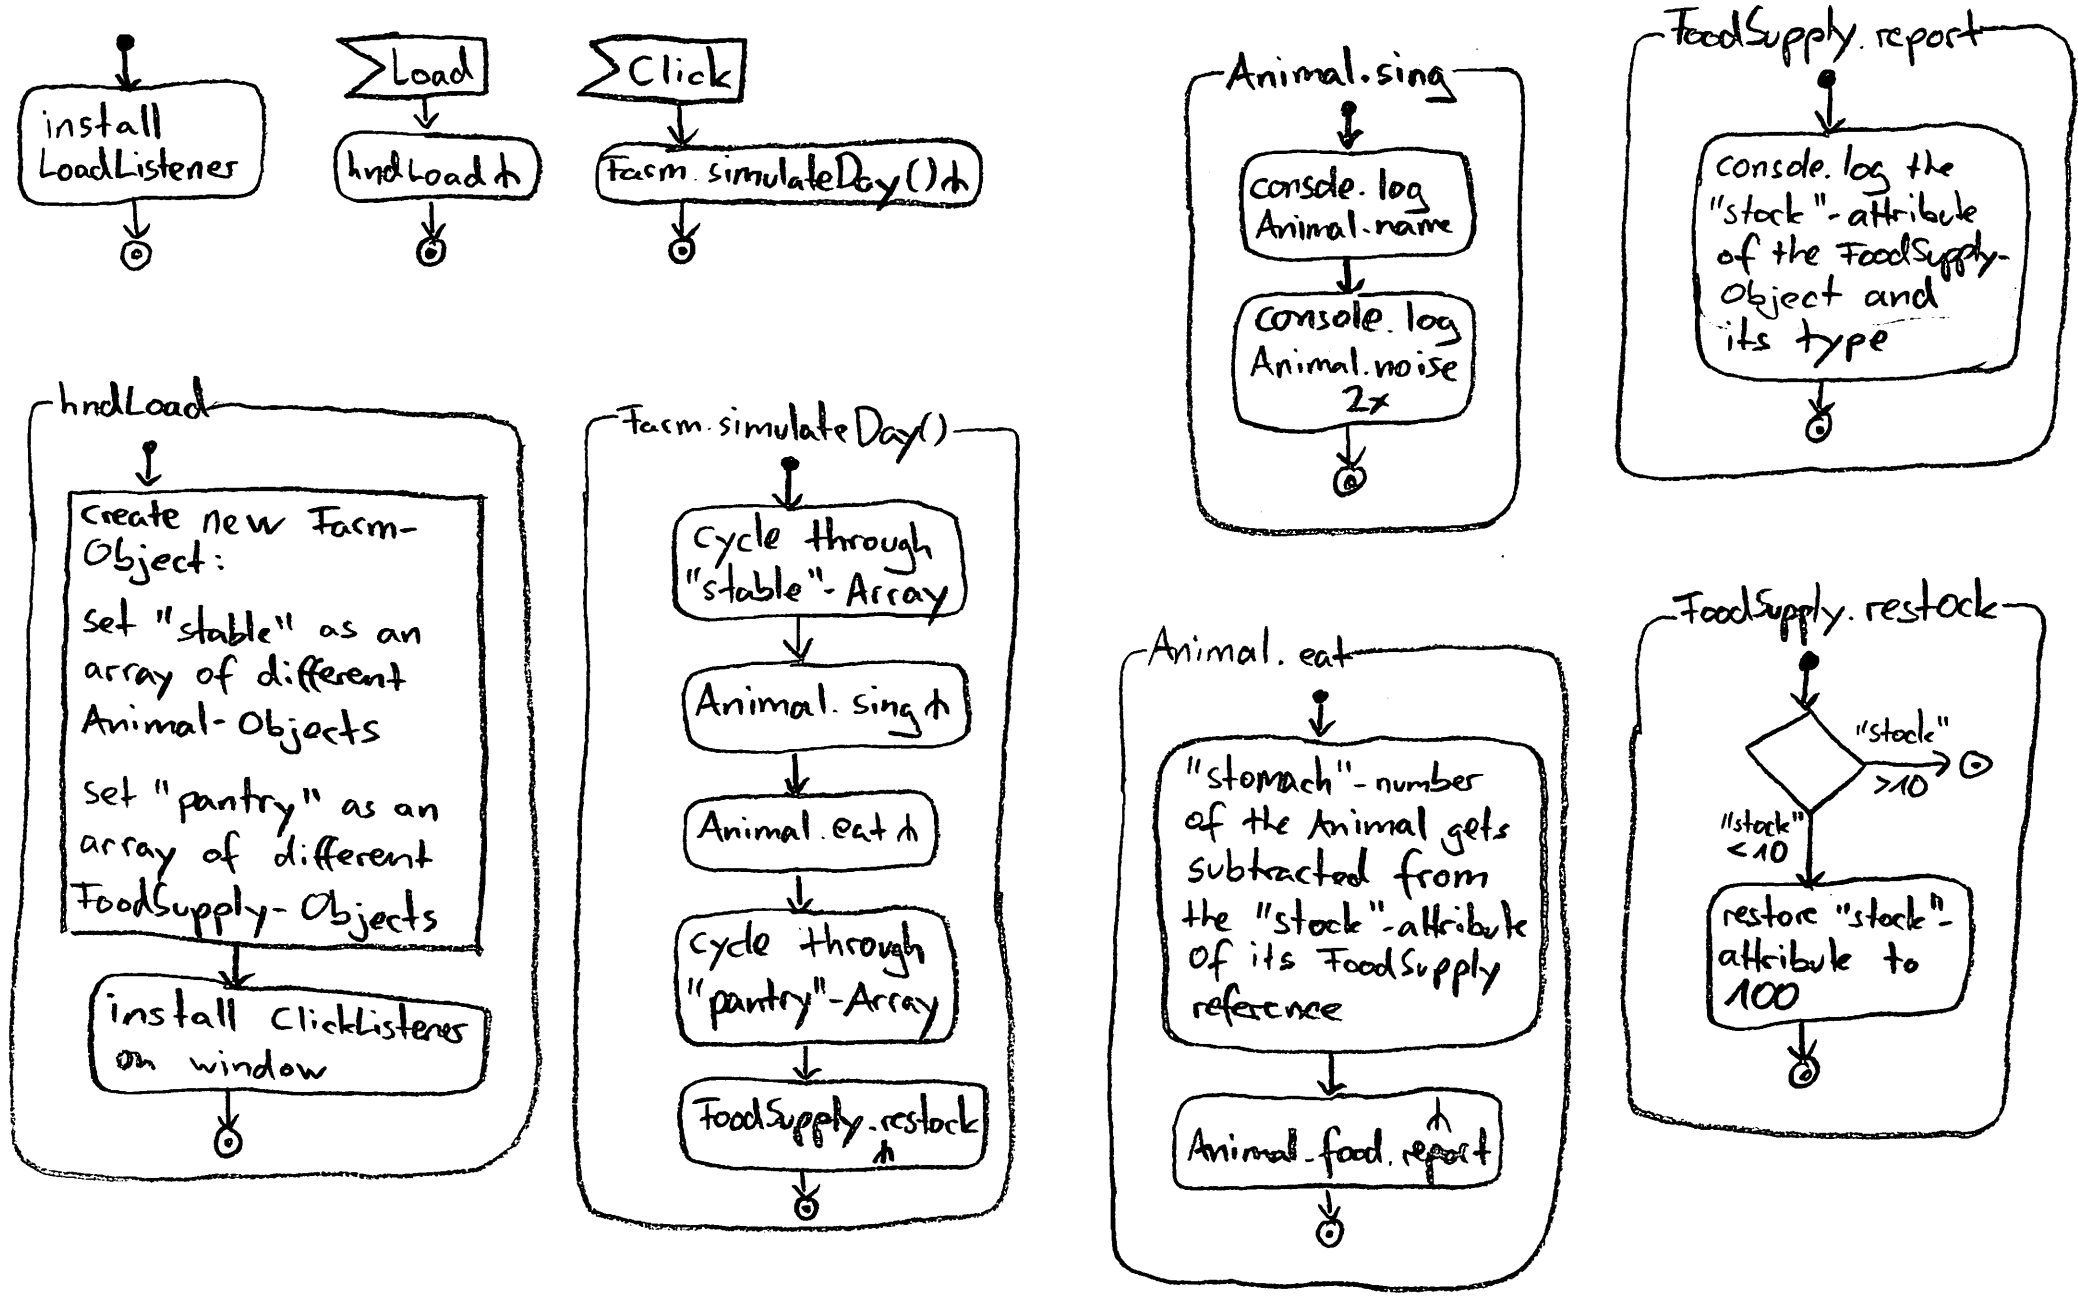 install
LoadListener
Load
hndLoad
Click
Farm.simulateDay()
hndLoad
create new Farm-
Object:
set "stable" as an
array of different
Animal-Objects
set "pantry" as an
array of different
FoodSupply-Objects
install ClickListener
on window
Farm.simulateDay()
cycle through
"stable"-Array
Animal.sing
Animal.eat
cycle through
"pantry"-Array
FoodSupply.restock
Animal.sing
console.log
Animal.name
console.log
Animal.noise
2x
Animal.eat
"stomach"-number
of the Animal gets
subtracted from
the "stock"-attribute
of its FoodSupply
reference
Animal.food.report
FoodSupply.report
console.log the
"stock"-attribute
of the FoodSupply-
Object and
its type
FoodSupply.restock
"stock"
>10
"stock"
<10
restore "stock"-
attribute to
100